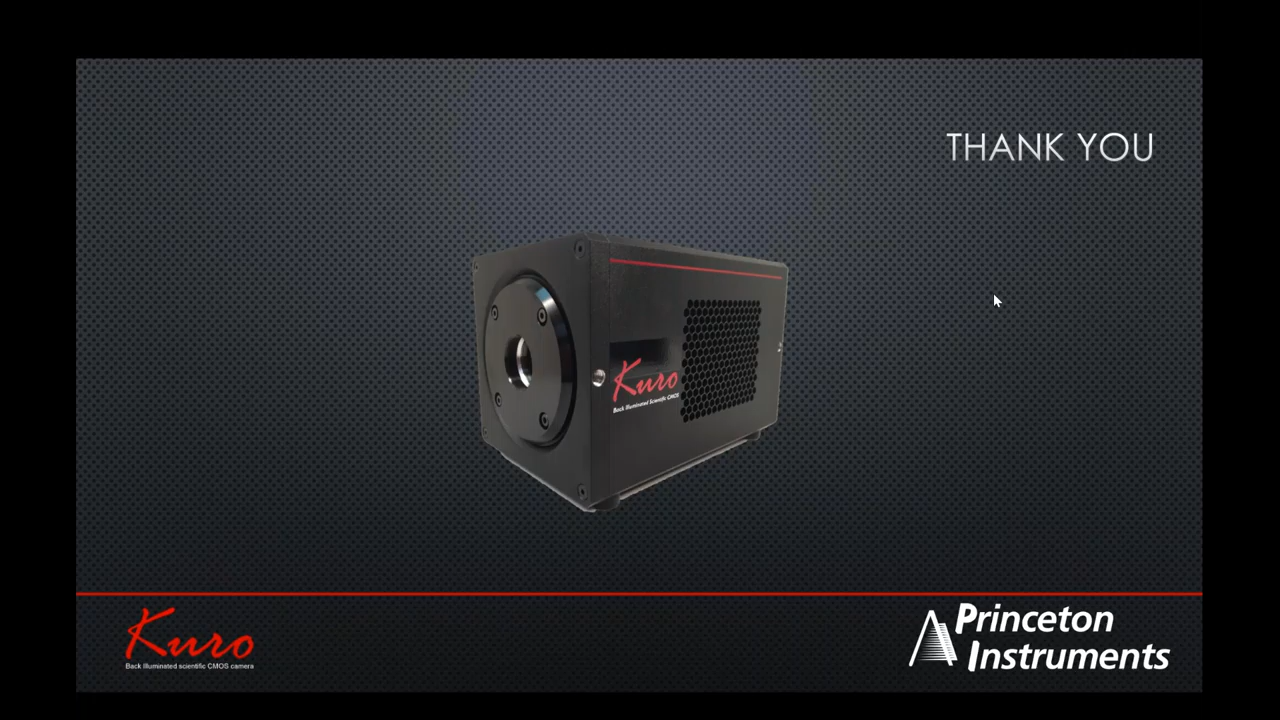 THANK YOU
Kuro
Back Illuminated Scientific CMOS
Kuro
Back Illuminated scientific CMOS camera
Princeton
Instruments